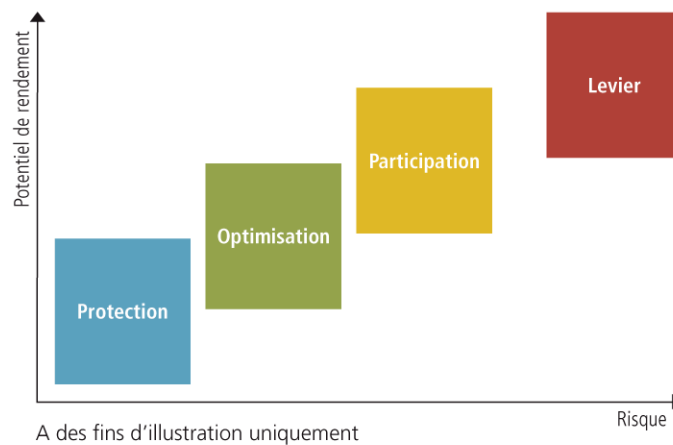 Potentiel de rendement
Levier
Participation
Optimisation
Protection
Risque
A des fins d’illustration uniquement